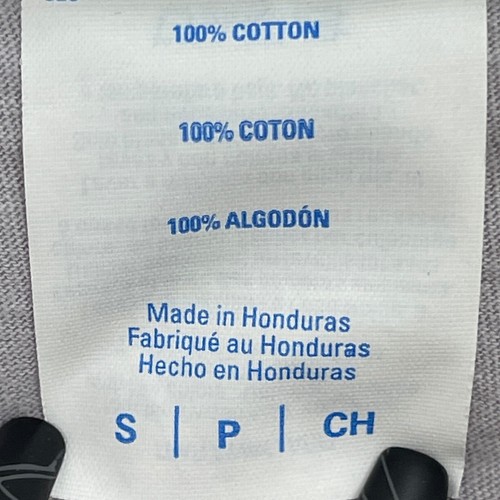 100% COTTON
100% COTON
100% ALGODÓN
Made in Honduras
Fabriqué au Honduras
Hecho en Honduras
S | P | CH